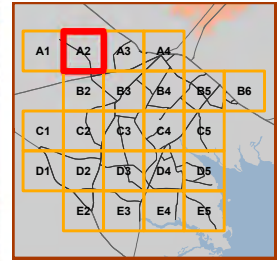 A1 A2 A3 A4
B2 B3 B4 B5 B6
C1 C2 C3 C4 C5
D1 D2 D3 D4 D5
E2 E3 E4 E5